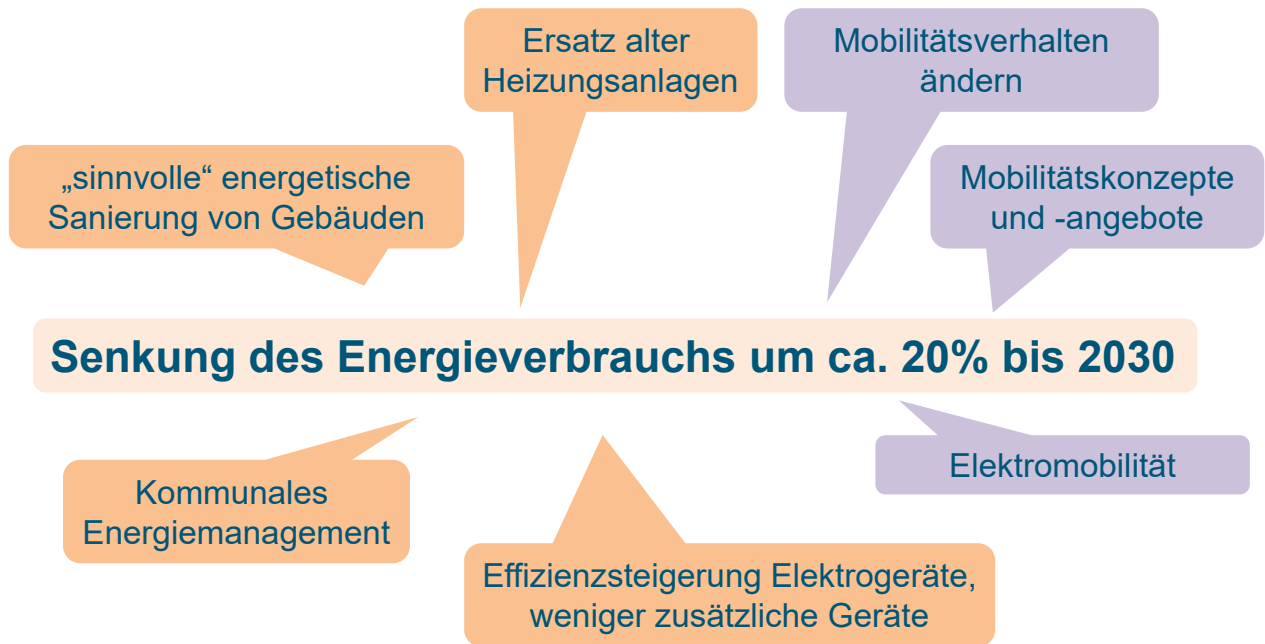 Ersatz alter
Heizungsanlagen
Mobilitätsverhalten
ändern
„sinnvolle“ energetische
Sanierung von Gebäuden
Mobilitätskonzepte
und -angebote
Senkung des Energieverbrauchs um ca. 20% bis 2030
Kommunales
Energiemanagement
Elektromobilität
Effizienzsteigerung Elektrogeräte,
weniger zusätzliche Geräte